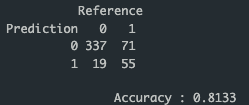 Reference
Prediction 0 1
0 337 71
1 19 55
Accuracy : 0.8133